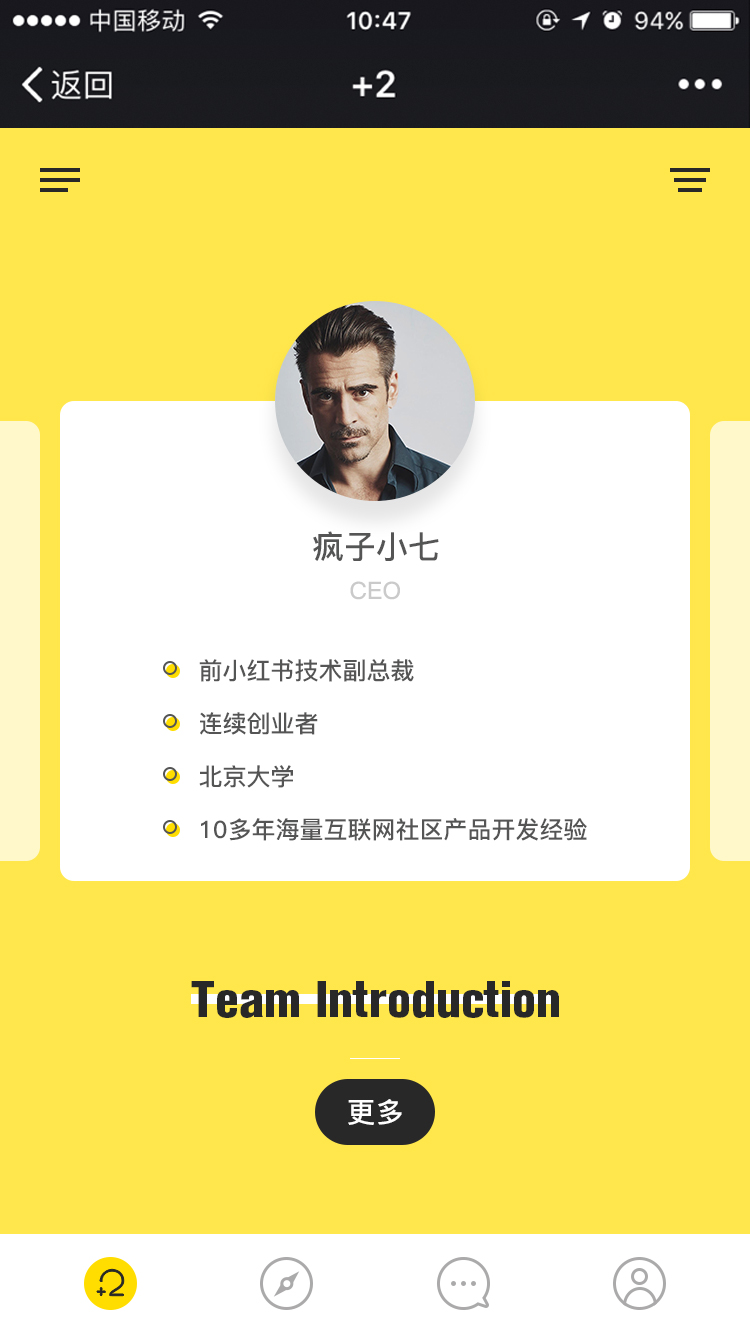 中国移动
10:47
94%
返回
+2
疯子小七
CEO
前小红书技术副总裁
连续创业者
北京大学
10多年海量互联网社区产品开发经验
Team Introduction
更多
+2